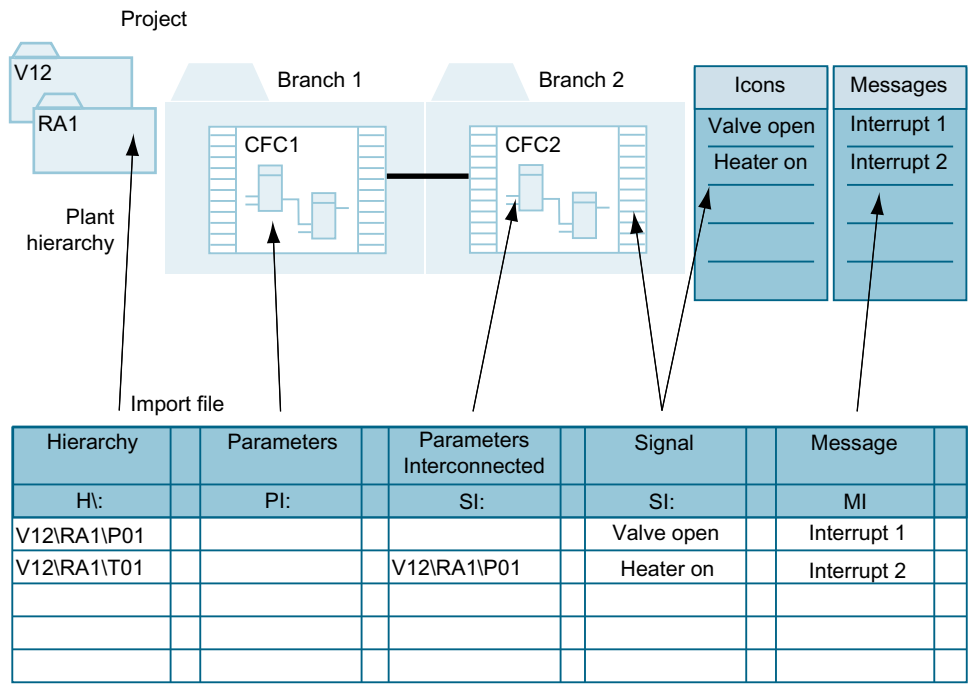 Project
V12
RA1
Plant
hierarchy
Branch 1
Branch 2
CFC1
CFC2
Icons
Valve open
Heater on
Messages
Interrupt 1
Interrupt 2
Import file
Hierarchy
Parameters
Parameters
Interconnected
Signal
Message
H\:
PI:
SI:
SI:
MI
V12\RA1\P01
Valve open
Interrupt 1
V12\RA1\T01
V12\RA1\P01
Heater on
Interrupt 2